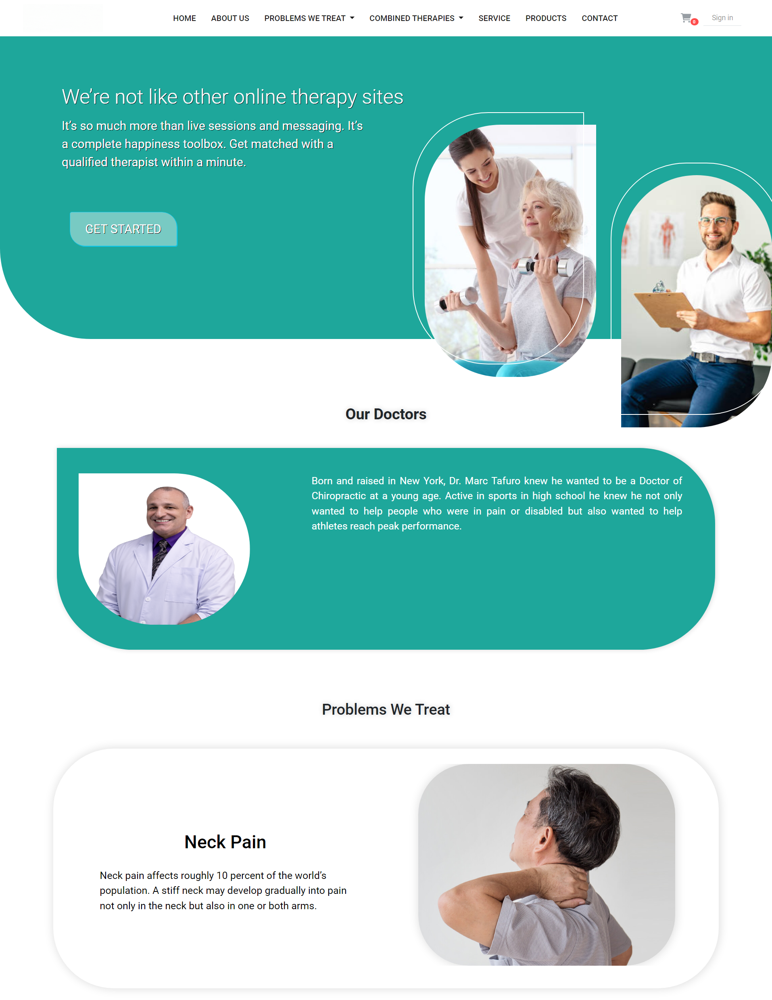 HOME ABOUT US PROBLEMS WE TREAT COMBINED THERAPIES SERVICE PRODUCTS CONTACT 0 Sign in
We’re not like other online therapy sites
It’s so much more than live sessions and messaging. It’s
a complete happiness toolbox. Get matched with a
qualified therapist within a minute.
GET STARTED
Our Doctors
Born and raised in New York, Dr. Marc Tafuro knew he wanted to be a Doctor of
Chiropractic at a young age. Active in sports in high school he knew he not only
wanted to help people who were in pain or disabled but also wanted to help
athletes reach peak performance.
Problems We Treat
Neck Pain
Neck pain affects roughly 10 percent of the world’s
population. A stiff neck may develop gradually into pain
not only in the neck but also in one or both arms.